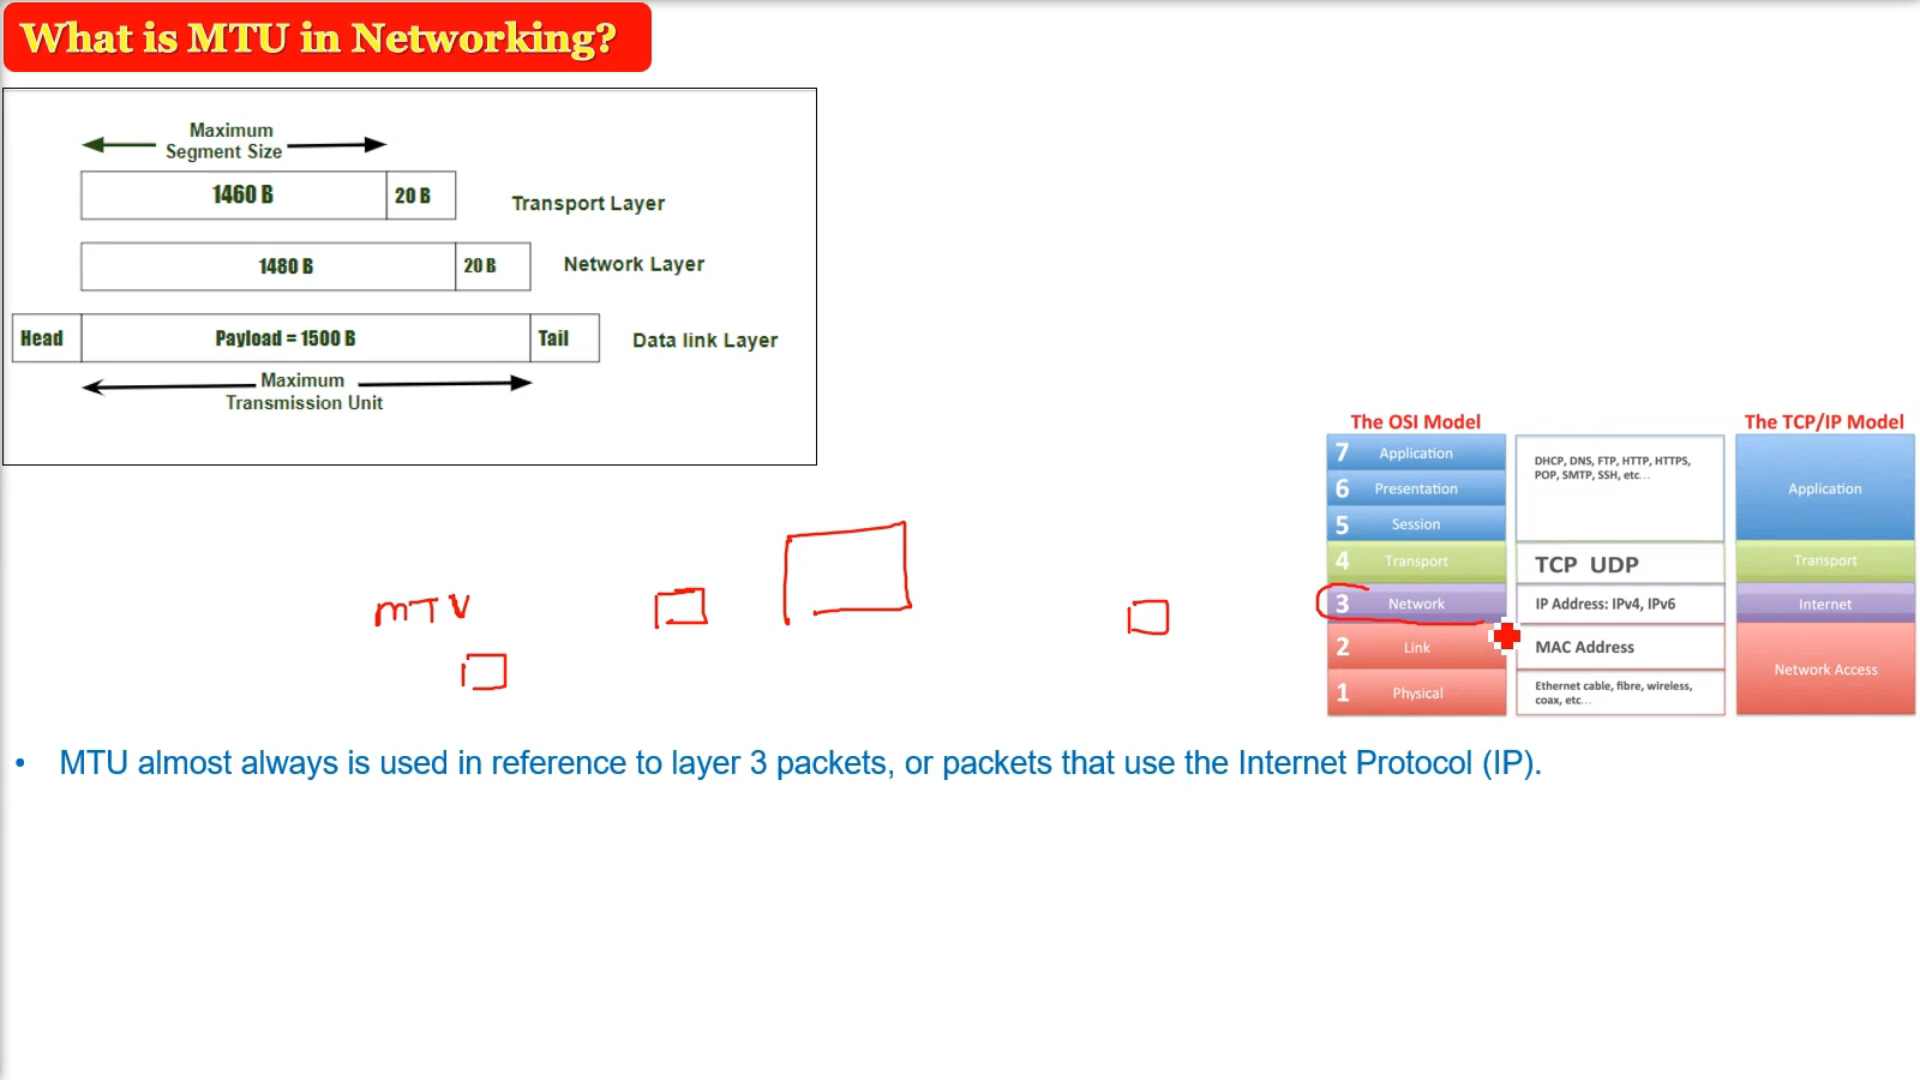 What is MTU in Networking?
Maximum
Segment Size
1460 B
20 B
Transport Layer
1480 B
20 B
Network Layer
Head
Payload = 1500 B
Tail
Data link Layer
Maximum
Transmission Unit
The OSI Model
The TCP/IP Model
7 Application
6 Presentation
5 Session
4 Transport
3 Network
2 Link
1 Physical
DHCP, DNS, FTP, HTTP, HTTPS,
POP, SMTP, SSH, etc...
TCP UDP
IP Address: IPv4, IPv6
MAC Address
Ethernet cable, fibre, wireless,
coax, etc...
Application
Transport
Internet
Network Access
mTV
• MTU almost always is used in reference to layer 3 packets, or packets that use the Internet Protocol (IP).